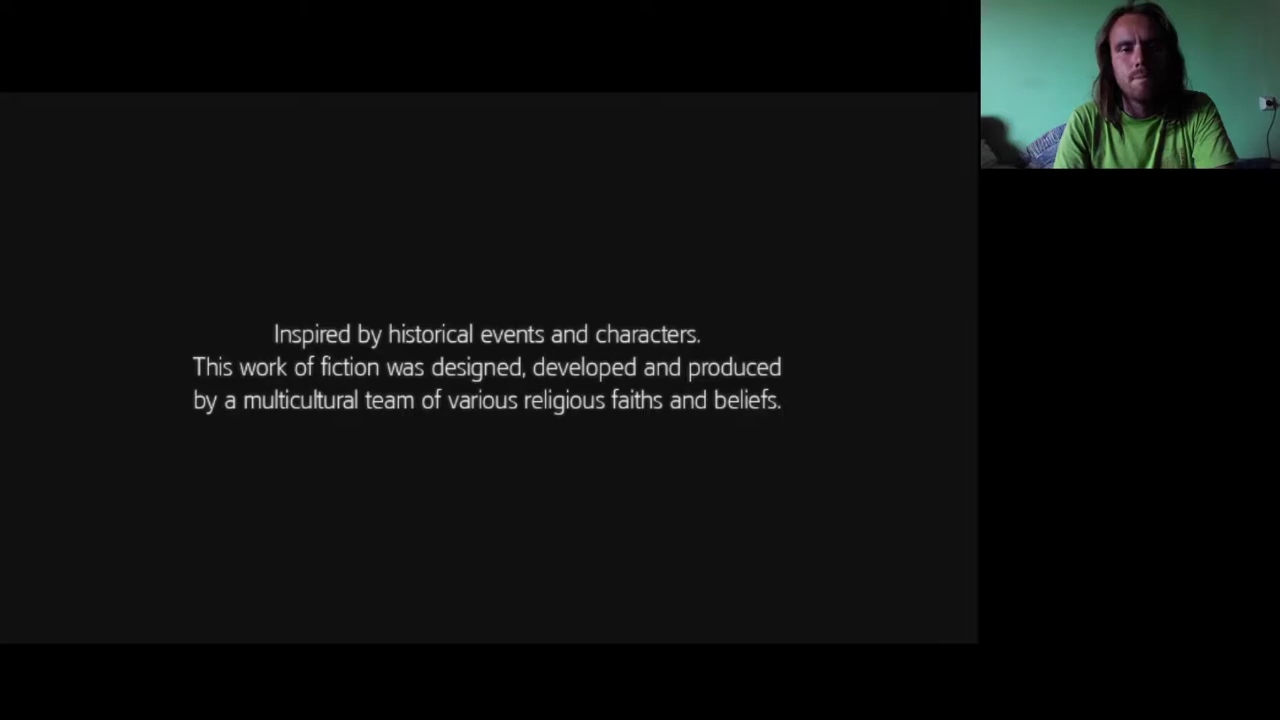 Inspired by historical events and characters.
This work of fiction was designed, developed and produced
by a multicultural team of various religious faiths and beliefs.